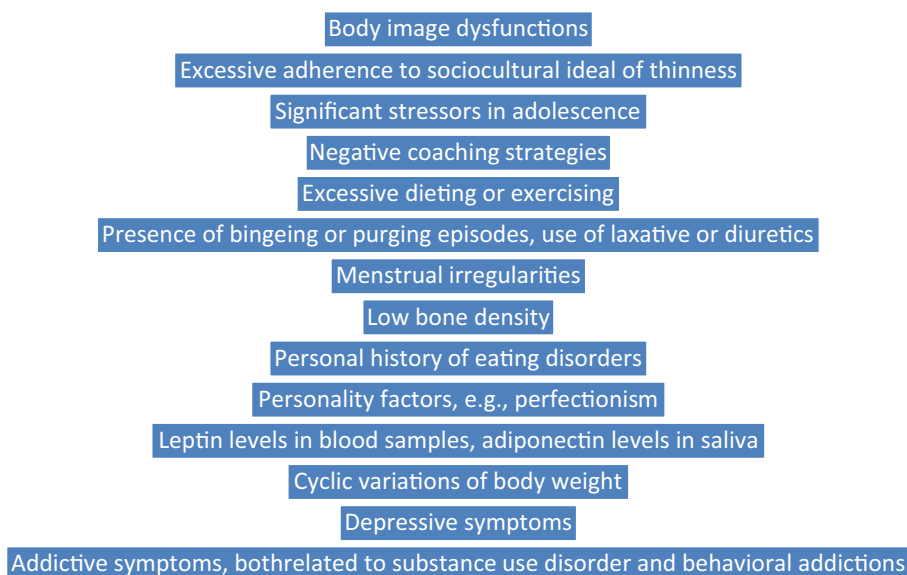 Body image dysfunctions
Excessive adherence to sociocultural ideal of thinness
Significant stressors in adolescence
Negative coaching strategies
Excessive dieting or exercising
Presence of bingeing or purging episodes, use of laxative or diuretics
Menstrual irregularities
Low bone density
Personal history of eating disorders
Personality factors, e.g., perfectionism
Leptin levels in blood samples, adiponectin levels in saliva
Cyclic variations of body weight
Depressive symptoms
Addictive symptoms, bothrelated to substance use disorder and behavioral addictions